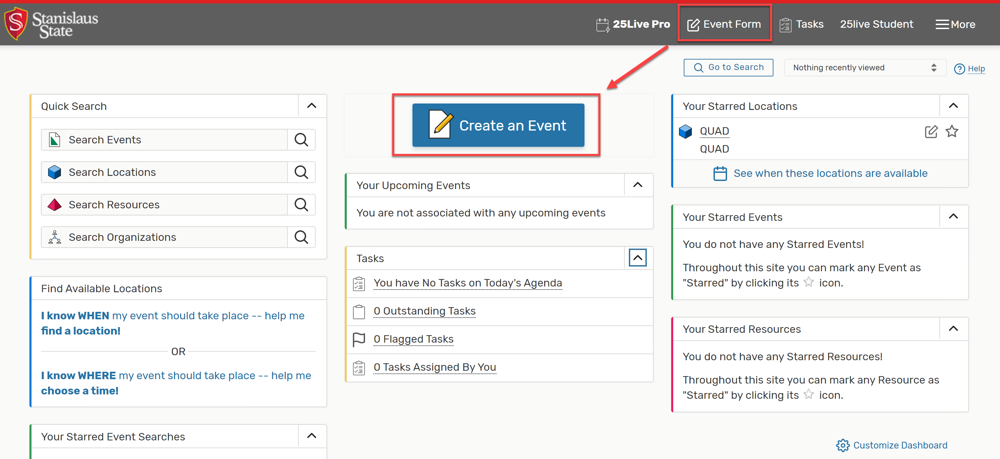 Stanislaus
State
25Live Pro
Event Form
Tasks
25live Student
More
Go to Search
Nothing recently viewed
Help
Quick Search
Search Events
Search Locations
Search Resources
Search Organizations
Find Available Locations
I know WHEN my event should take place -- help me
find a location!
OR
I know WHERE my event should take place -- help me
choose a time!
Your Starred Event Searches
Create an Event
Your Upcoming Events
You are not associated with any upcoming events
Tasks
You have No Tasks on Today's Agenda
0 Outstanding Tasks
0 Flagged Tasks
0 Tasks Assigned By You
Your Starred Locations
QUAD
QUAD
See when these locations are available
Your Starred Events
You do not have any Starred Events!
Throughout this site you can mark any Event as
"Starred" by clicking its icon.
Your Starred Resources
You do not have any Starred Resources!
Throughout this site you can mark any Resource as
"Starred" by clicking its icon.
Customize Dashboard